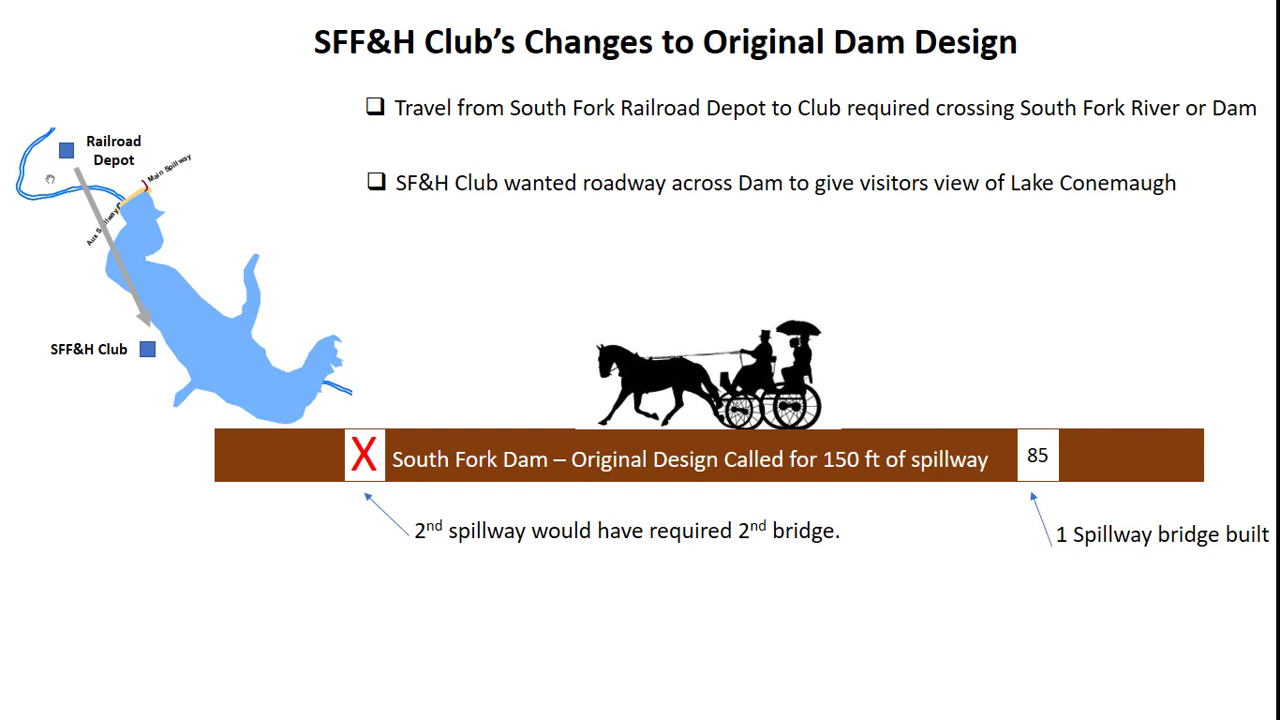 SFF&H Club's Changes to Original Dam Design
❑ Travel from South Fork Railroad Depot to Club required crossing South Fork River or Dam
❑ SF&H Club wanted roadway across Dam to give visitors view of Lake Conemaugh
Railroad
Depot
Main Spillway
Aux Spillway
SFF&H Club
X South Fork Dam – Original Design Called for 150 ft of spillway 85
2nd spillway would have required 2nd bridge.
1 Spillway bridge built